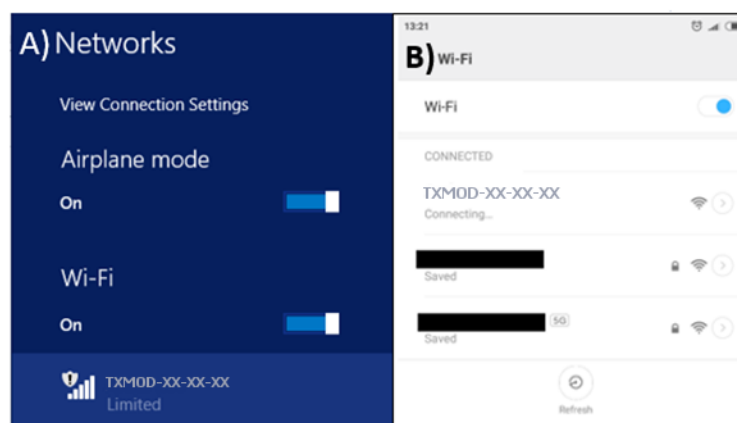 A) Networks
View Connection Settings
Airplane mode
On
Wi-Fi
On
TXMOD-XX-XX-XX
Limited
13:21
B) Wi-Fi
Wi-Fi
CONNECTED
TXMOD-XX-XX-XX
Connecting...
Saved
5G
Saved
Refresh